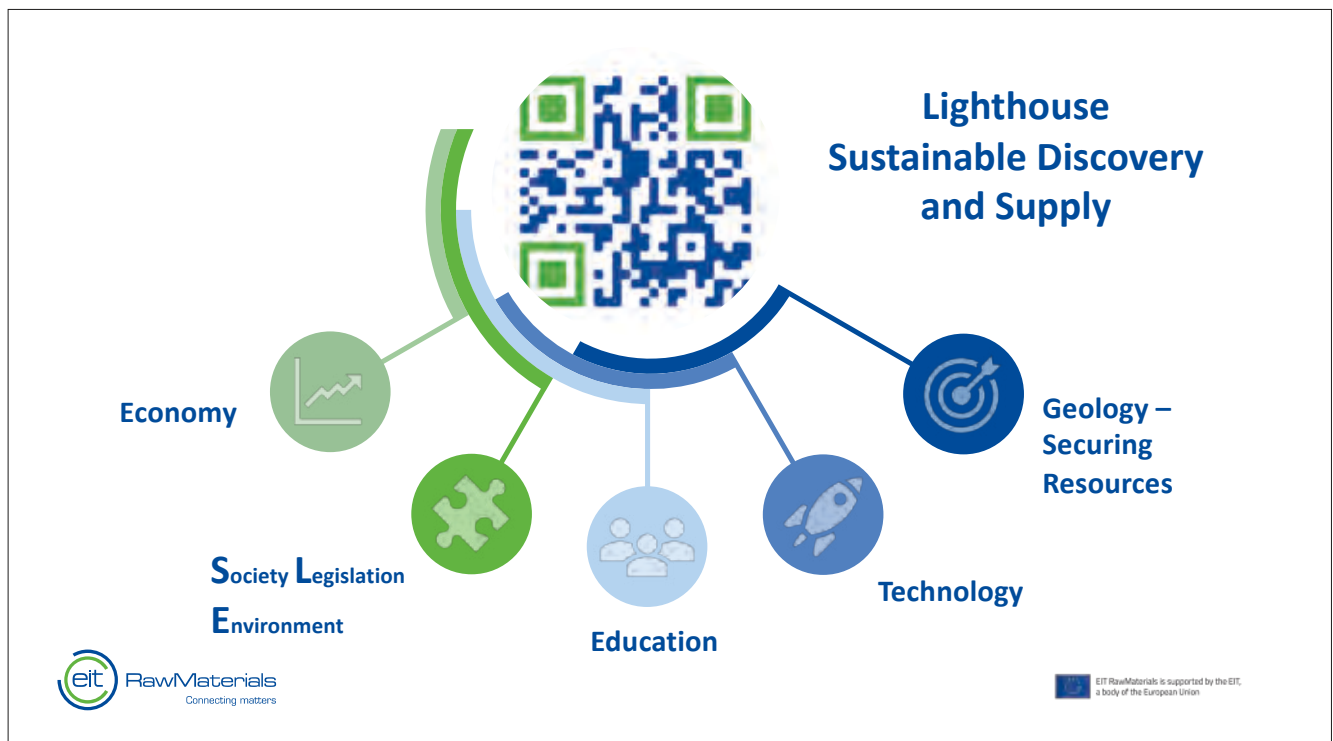 Lighthouse
Sustainable Discovery
and Supply
Economy
Geology –
Securing
Resources
Society Legislation
Environment
Technology
Education
eit RawMaterials
Connecting matters
EIT RawMaterials is supported by the EIT,
a body of the European Union